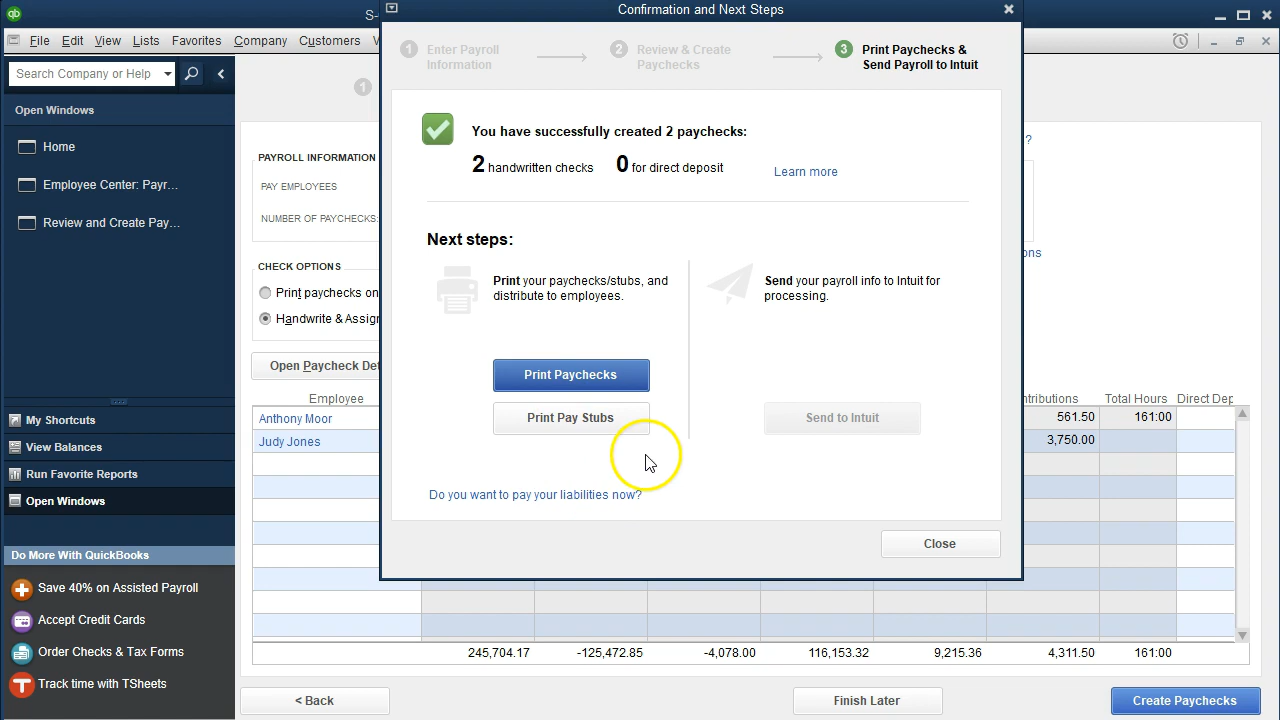 S-
Confirmation and Next Steps
File Edit View Lists Favorites Company Customers V
Search Company or Help
Open Windows
Home
Employee Center: Payr...
Review and Create Pay...
My Shortcuts
View Balances
Run Favorite Reports
Open Windows
Do More With QuickBooks
Save 40% on Assisted Payroll
Accept Credit Cards
Order Checks & Tax Forms
Track time with TSheets
1
PAYROLL INFORMATION
PAY EMPLOYEES
NUMBER OF PAYCHECKS:
CHECK OPTIONS
Print paychecks on
Handwrite & Assign
Open Paycheck Det
1 Enter Payroll
Information
2 Review & Create
Paychecks
3 Print Paychecks &
Send Payroll to Intuit
You have successfully created 2 paychecks:
2 handwritten checks 0 for direct deposit Learn more
Next steps:
Print your paychecks/stubs, and
distribute to employees.
Send your payroll info to Intuit for
processing.
Print Paychecks
Print Pay Stubs
Send to Intuit
Do you want to pay your liabilities now?
Close
?
ons
Employee ntributions Total Hours Direct Dep
Anthony Moor 561.50 161:00
Judy Jones 3,750.00
245,704.17 -125,472.85 -4,078.00 116,153.32 9,215.36 4,311.50 161:00
< Back Finish Later Create Paychecks